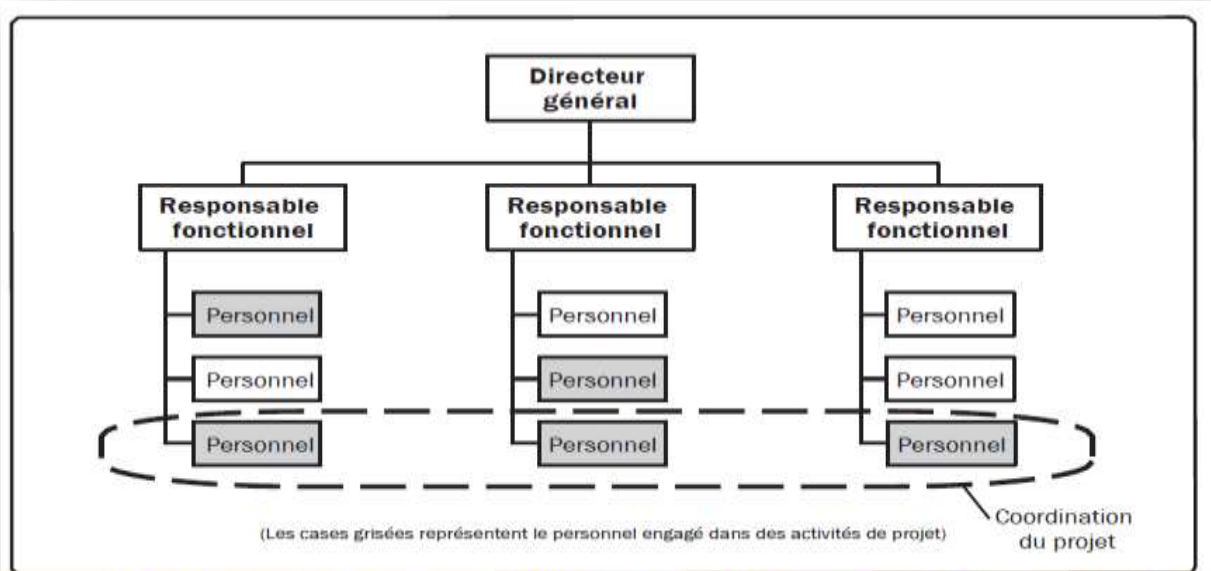 Directeur
général
Responsable
fonctionnel
Responsable
fonctionnel
Responsable
fonctionnel
Personnel
Personnel
Personnel
Personnel
Personnel
Personnel
Personnel
Personnel
Personnel
(Les cases grisées représentent le personnel engagé dans des activités de projet)
Coordination
du projet